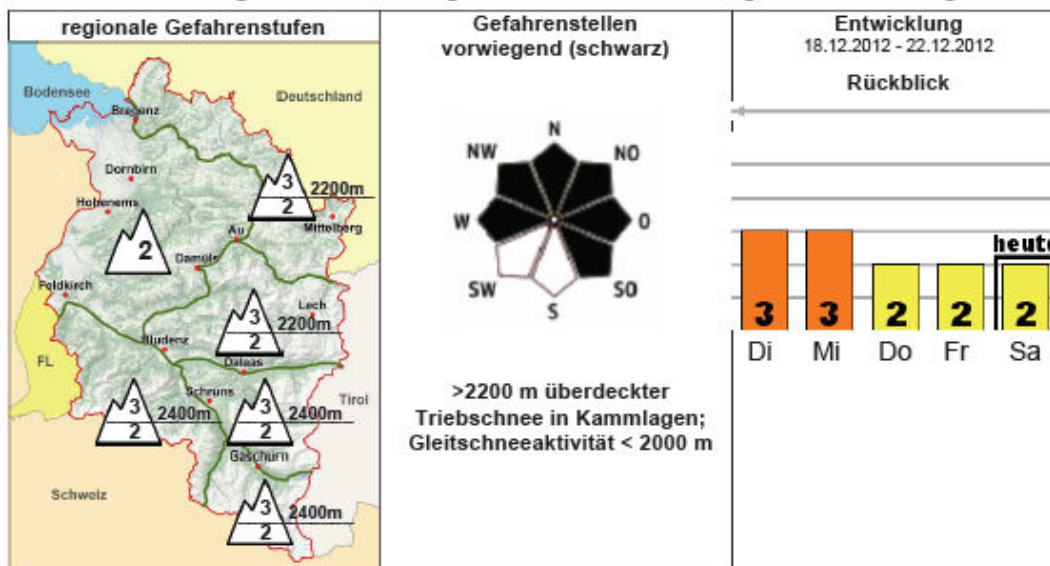 regionale Gefahrenstufen
Bodensee
Deutschland
Bregenz
Dornbirn
3
2200m
2
Hohenems
Mittelberg
2
Au
Damüls
Feldkirch
Lech
3
2200m
2
Bludenz
FL
Dalaas
Schruns
Tirol
3
2400m
2
3
2400m
2
Gaschurn
Schweiz
3
2400m
2
Gefahrenstellen
vorwiegend (schwarz)
N
NW
NO
W
O
SW
SO
S
>2200 m überdeckter
Triebschnee in Kammlagen;
Gleitschneeaktivität < 2000 m
Entwicklung
18.12.2012 - 22.12.2012
Rückblick
heute
3 3 2 2 2
Di Mi Do Fr Sa